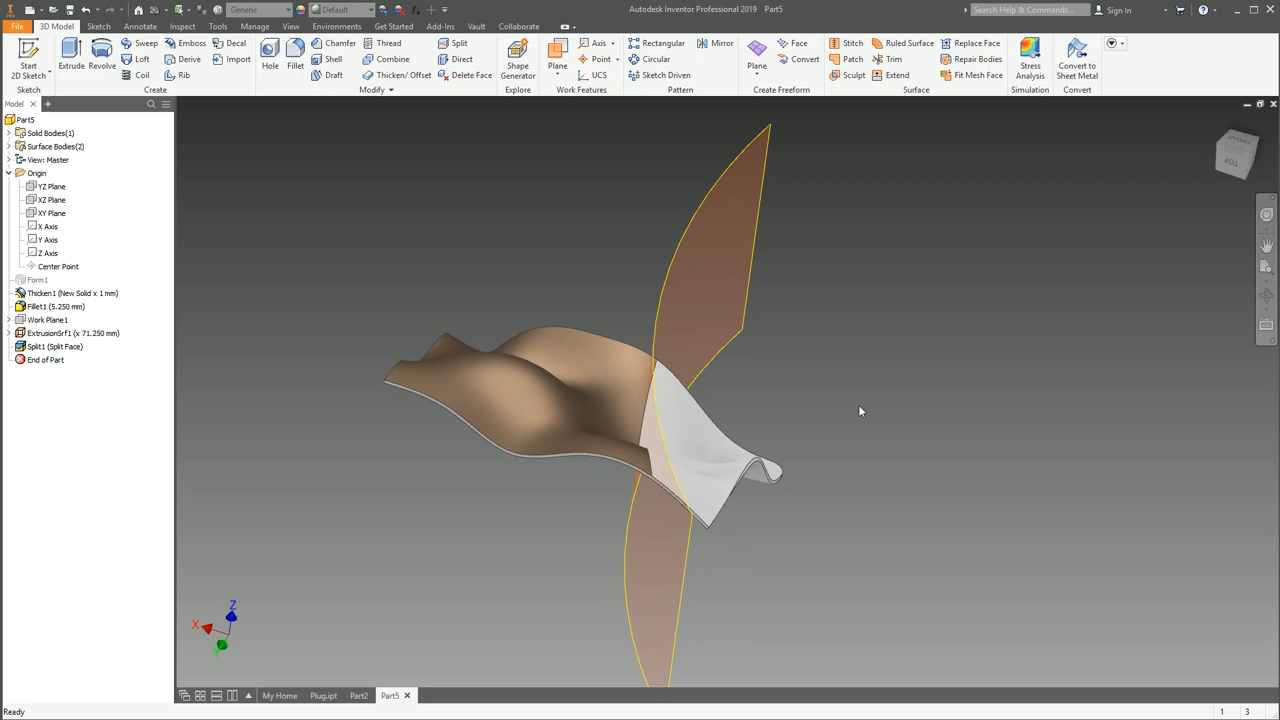 Generic
Default
Autodesk Inventor Professional 2019 Part5
Search Help & Commands...
Sign In
File 3D Model Sketch Annotate Inspect Tools Manage View Environments Get Started Add-Ins Vault Collaborate
Start
2D Sketch
Sketch
Extrude
Revolve
Sweep
Loft
Coil
Emboss
Derive
Rib
Decal
Import
Create
Hole
Fillet
Chamfer
Shell
Draft
Thread
Combine
Thicken/ Offset
Split
Direct
Delete Face
Modify
Shape
Generator
Explore
Plane
Axis
Point
UCS
Work Features
Rectangular
Circular
Sketch Driven
Mirror
Pattern
Plane
Face
Convert
Create Freeform
Stitch
Patch
Sculpt
Ruled Surface
Trim
Extend
Replace Face
Repair Bodies
Fit Mesh Face
Surface
Stress
Analysis
Simulation
Convert to
Sheet Metal
Convert
Model
Part5
Solid Bodies(1)
Surface Bodies(2)
View: Master
Origin
YZ Plane
XZ Plane
XY Plane
X Axis
Y Axis
Z Axis
Center Point
Form1
Thicken1 (New Solid x 1 mm)
Fillet1 (5.250 mm)
Work Plane1
ExtrusionSrf1 (x 71.250 mm)
Split1 (Split Face)
End of Part
FRONT
TOP
Z
X
My Home Plug.ipt Part2 Part5
Ready
1 3